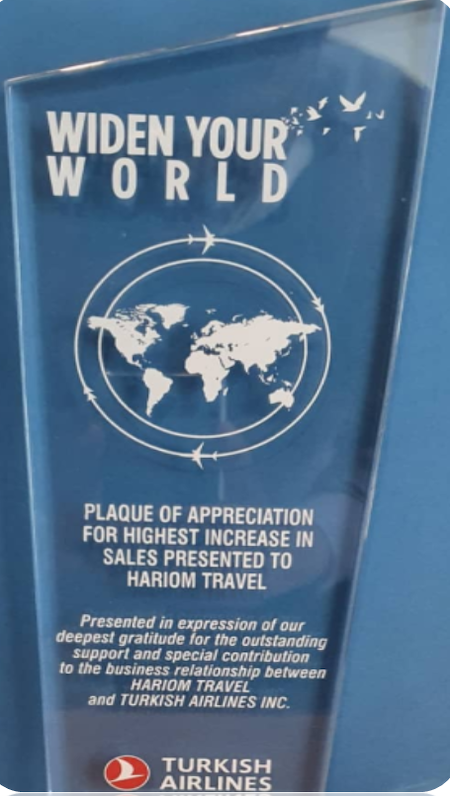 WIDEN YOUR
WORLD
PLAQUE OF APPRECIATION
FOR HIGHEST INCREASE IN
SALES PRESENTED TO
HARIOM TRAVEL
Presented in expression of our
deepest gratitude for the outstanding
support and special contribution
to the business relationship between
HARIOM TRAVEL
and TURKISH AIRLINES INC.
TURKISH
AIRLINES